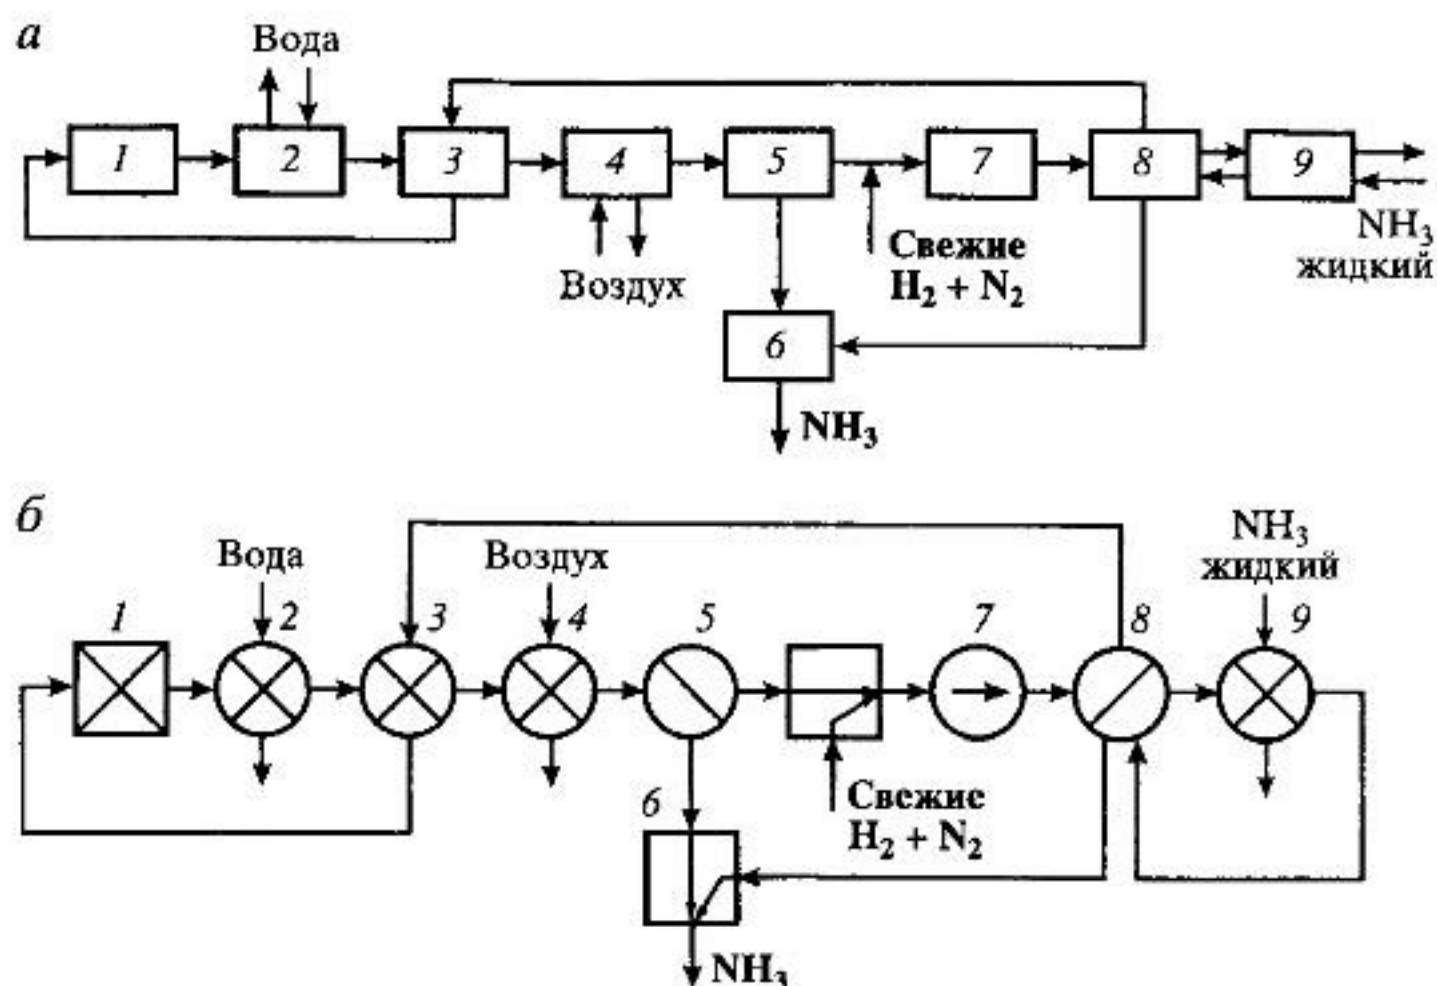 а
Вода
1
2
3
4
5
7
8
9
Воздух
Свежие
H₂ + N₂
NH₃
жидкий
6
NH₃
б
Вода
Воздух
NH₃
жидкий
1
2
3
4
5
7
8
9
6
Свежие
H₂ + N₂
NH₃